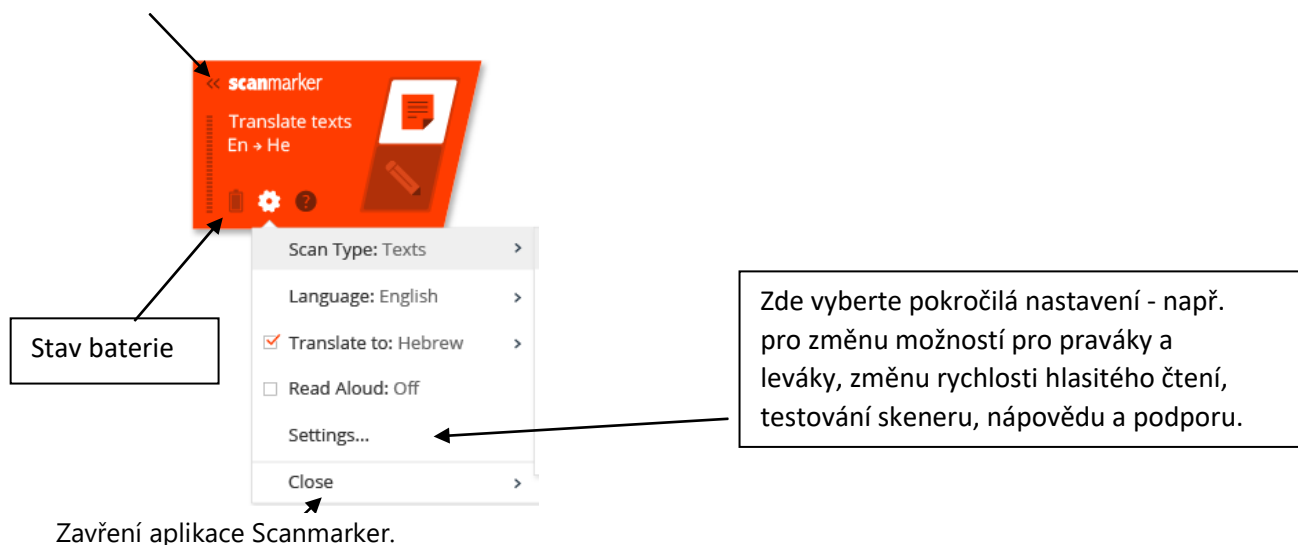 « scanmarker
Translate texts
En → He
Scan Type: Texts
Language: English
Translate to: Hebrew
Read Aloud: Off
Settings...
Close
Stav baterie
Zde vyberte pokročilá nastavení - např.
pro změnu možností pro praváky a
leváky, změnu rychlosti hlasitého čtení,
testování skeneru, nápovědu a podporu.
Zavření aplikace Scanmarker.